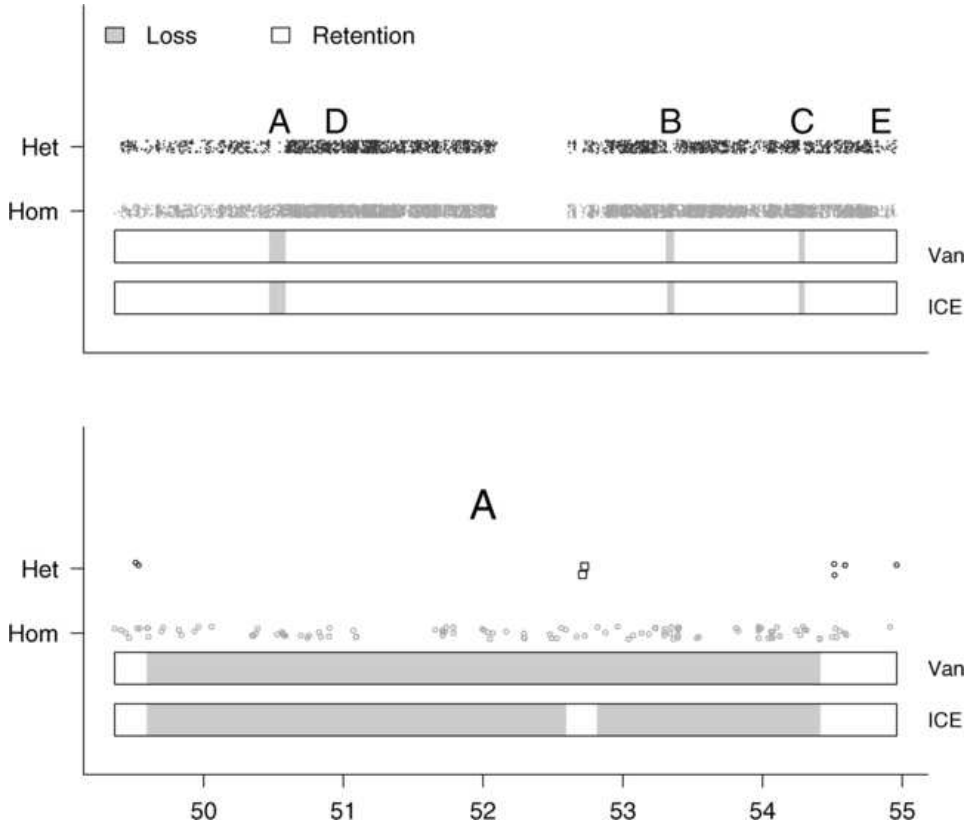 Loss Retention
A D B C E
Het
Hom
Van
ICE
A
Het
Hom
Van
ICE
50 51 52 53 54 55